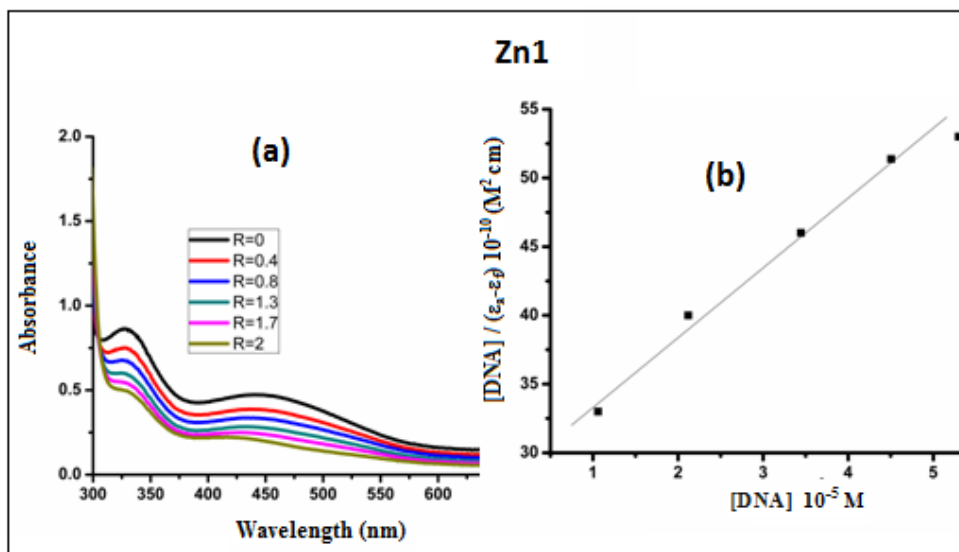 Zn1
(a)
2.0
1.5
1.0
0.5
0.0
R=0
R=0.4
R=0.8
R=1.3
R=1.7
R=2
Absorbance
300 350 400 450 500 550 600
Wavelength (nm)
(b)
55
50
45
40
35
30
[DNA] / (εa-εf) 10-10 (M2 cm)
1 2 3 4 5
[DNA] 10-5 M